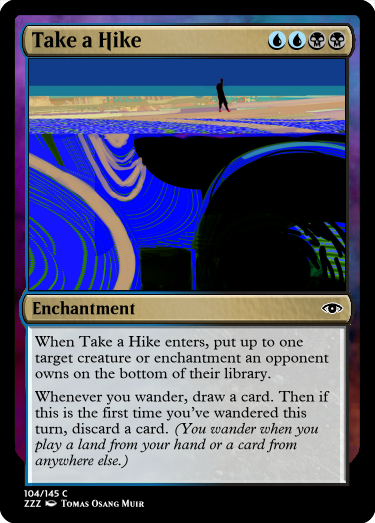 Take a Hike
Enchantment
When Take a Hike enters, put up to one
target creature or enchantment an opponent
owns on the bottom of their library.
Whenever you wander, draw a card. Then if
this is the first time you've wandered this
turn, discard a card. (You wander when you
play a land from your hand or a card from
anywhere else.)
104/145 C
ZZZ Tomas Osang Muir